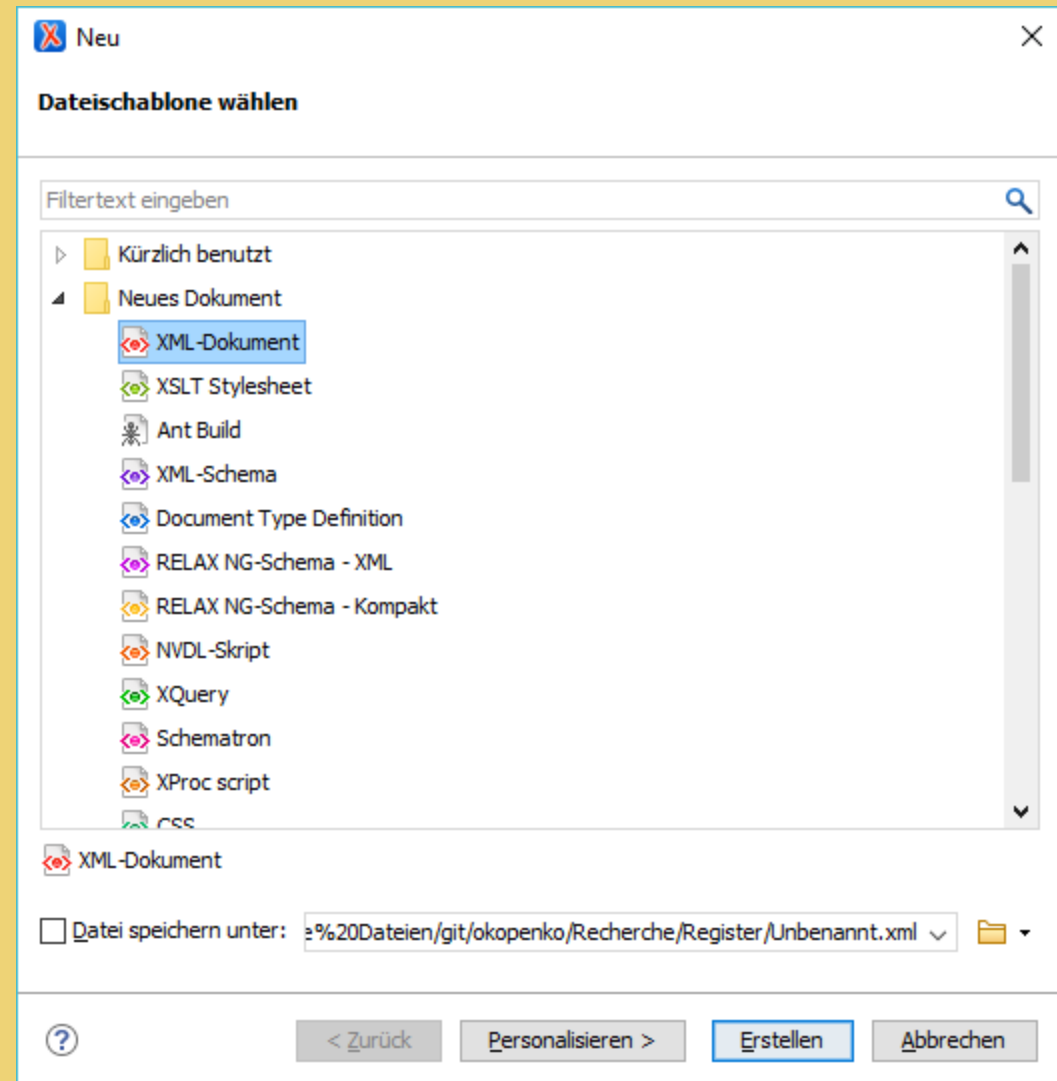 Neu
Dateischablone wählen
Filtertext eingeben
Kürzlich benutzt
Neues Dokument
XML-Dokument
XSLT Stylesheet
Ant Build
XML-Schema
Document Type Definition
RELAX NG-Schema - XML
RELAX NG-Schema - Kompakt
NVDL-Skript
XQuery
Schematron
XProc script
CSS
XML-Dokument
Datei speichern unter: e%20Dateien/git/okopenko/Recherche/Register/Unbenannt.xml
< Zurück Personalisieren > Erstellen Abbrechen